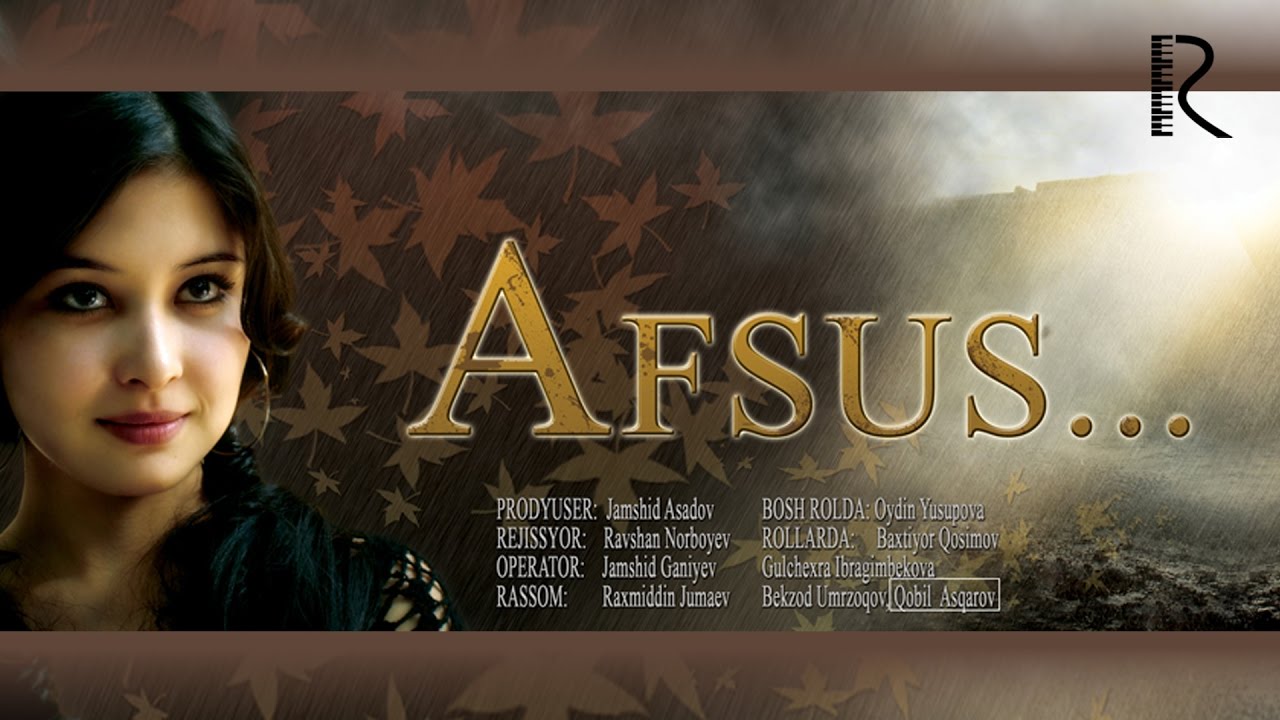 R
AFSUS...
PRODYUSER: Jamshid Asadov
REJISSYOR: Ravshan Norboyev
OPERATOR: Jamshid Ganiyev
RASSOM: Raxmiddin Jumaev
BOSH ROLDA: Oydin Yusupova
ROLLARDA: Baxtiyor Qosimov
Gulchexra Ibragimbekova
Bekzod Umrzoqov, Qobil Asqarov